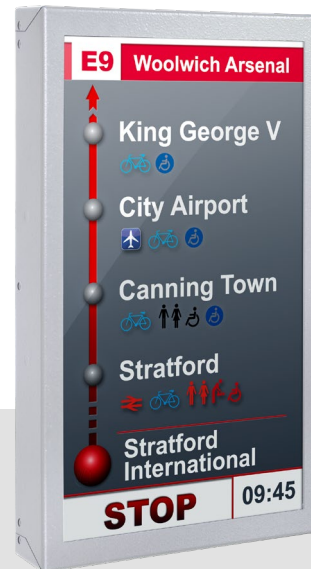 E9 Woolwich Arsenal
King George V
City Airport
Canning Town
Stratford
Stratford
International
STOP 09:45